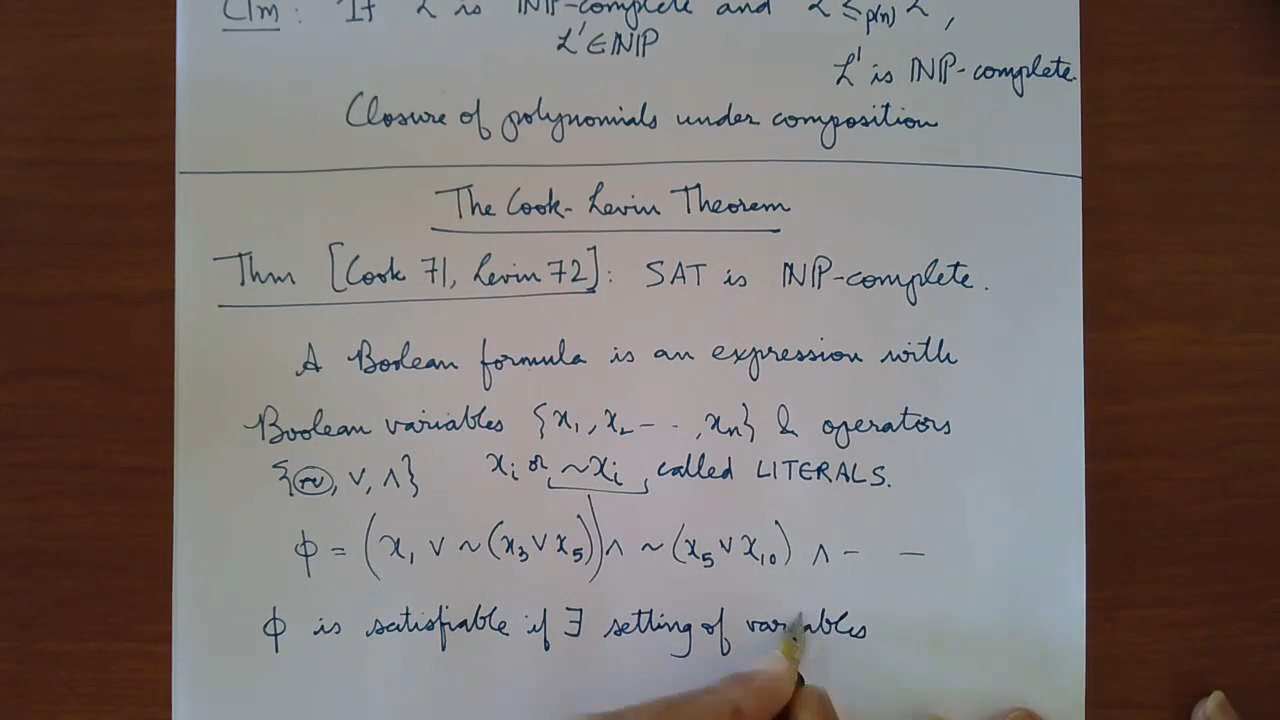 Clm: If L is NP-complete and L ≤p(n) L',
L'∈NP
L' is NP-complete.
Closure of polynomials under composition
The Cook-Levin Theorem
Thm [Cook 71, Levin 72]: SAT is NP-complete.
A Boolean formula is an expression with
Boolean variables {x1, x2 - ·, xn} & operators
{~, ∨, ∧} xi or ~xi, called LITERALS.
ϕ = (x1 ∨ ~(x3 ∨ x5)) ∧ ~(x5 ∨ x10) ∧ - -
ϕ is satisfiable if ∃ setting of variables